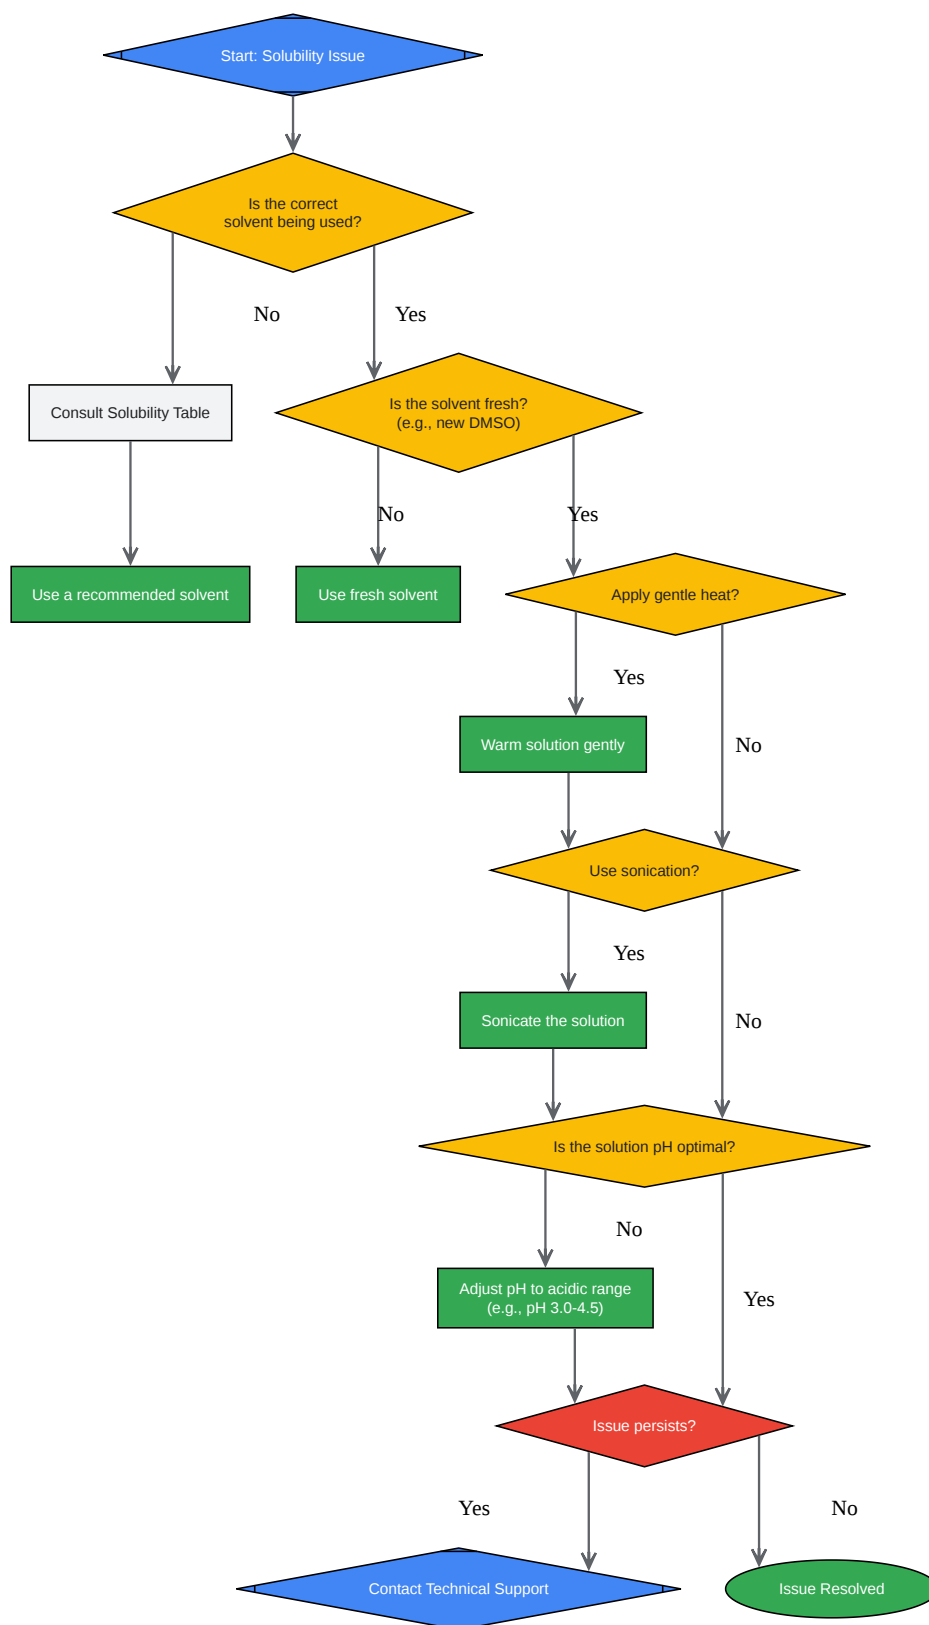 Start: Solubility Issue
Is the correct
solvent being used?
No
Yes
Consult Solubility Table
Is the solvent fresh?
(e.g., new DMSO)
No
Yes
Use a recommended solvent
Use fresh solvent
Apply gentle heat?
Yes
Warm solution gently
No
Use sonication?
Yes
Sonicate the solution
No
Is the solution pH optimal?
No
Adjust pH to acidic range
(e.g., pH 3.0-4.5)
Yes
Issue persists?
Yes
No
Contact Technical Support
Issue Resolved